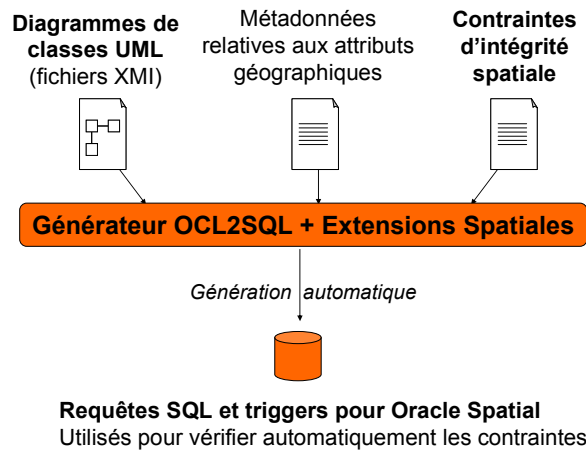 Diagrammes de
classes UML
(fichiers XMI)
Métadonnées
relatives aux attributs
géographiques
Contraintes
d'intégrité
spatiale
Générateur OCL2SQL + Extensions Spatiales
Génération automatique
Requêtes SQL et triggers pour Oracle Spatial
Utilisés pour vérifier automatiquement les contraintes